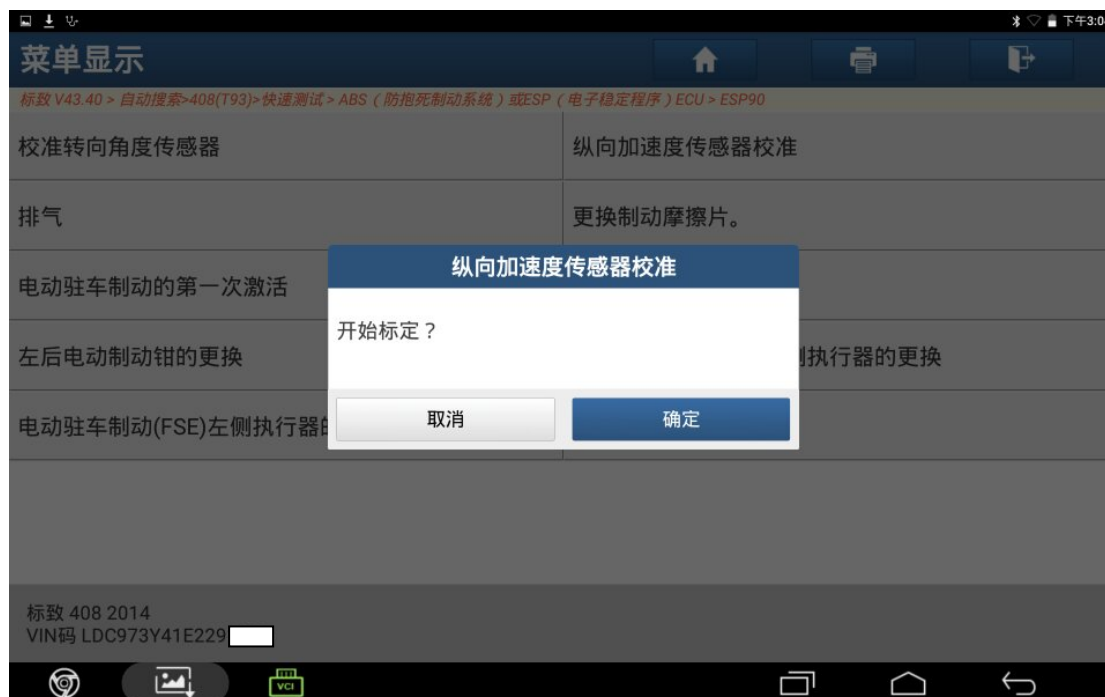 下午3:0
菜单显示
标致 V43.40 > 自动搜索>408(T93)>快速测试 > ABS（防抱死制动系统）或ESP（电子稳定程序）ECU > ESP90
校准转向角度传感器
纵向加速度传感器校准
排气
更换制动摩擦片。
纵向加速度传感器校准
电动驻车制动的第一次激活
开始标定？
左后电动制动钳的更换
执行器的更换
取消
确定
电动驻车制动(FSE)左侧执行器
标致 408 2014
VIN码 LDC973Y41E229
VCI